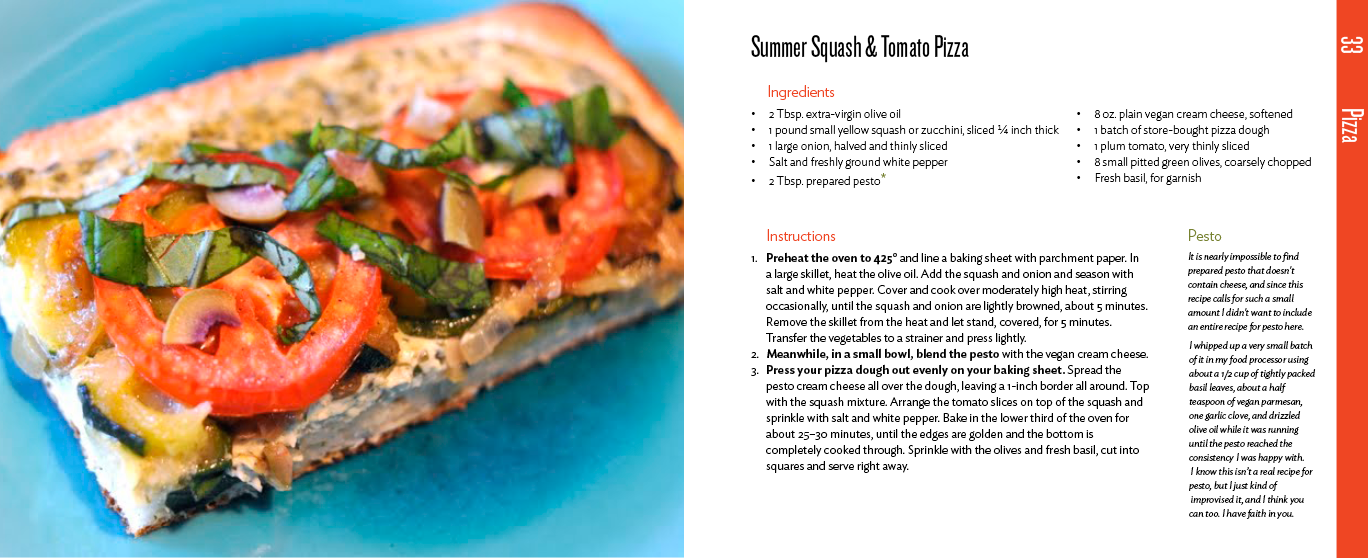 Summer Squash & Tomato Pizza
Ingredients
• 2 Tbsp. extra-virgin olive oil
• 1 pound small yellow squash or zucchini, sliced ¼ inch thick
• 1 large onion, halved and thinly sliced
• Salt and freshly ground white pepper
• 2 Tbsp. prepared pesto*
• 8 oz. plain vegan cream cheese, softened
• 1 batch of store-bought pizza dough
• 1 plum tomato, very thinly sliced
• 8 small pitted green olives, coarsely chopped
• Fresh basil, for garnish
Instructions
1. Preheat the oven to 425° and line a baking sheet with parchment paper. In
a large skillet, heat the olive oil. Add the squash and onion and season with
salt and white pepper. Cover and cook over moderately high heat, stirring
occasionally, until the squash and onion are lightly browned, about 5 minutes.
Remove the skillet from the heat and let stand, covered, for 5 minutes.
Transfer the vegetables to a strainer and press lightly.
2. Meanwhile, in a small bowl, blend the pesto with the vegan cream cheese.
3. Press your pizza dough out evenly on your baking sheet. Spread the
pesto cream cheese all over the dough, leaving a 1-inch border all around. Top
with the squash mixture. Arrange the tomato slices on top of the squash and
sprinkle with salt and white pepper. Bake in the lower third of the oven for
about 25-30 minutes, until the edges are golden and the bottom is
completely cooked through. Sprinkle with the olives and fresh basil, cut into
squares and serve right away.
Pesto
It is nearly impossible to find
prepared pesto that doesn't
contain cheese, and since this
recipe calls for such a small
amount I didn't want to include
an entire recipe for pesto here.
I whipped up a very small batch
of it in my food processor using
about a 1/2 cup of tightly packed
basil leaves, about a half
teaspoon of vegan parmesan,
one garlic clove, and drizzled
olive oil while it was running
until the pesto reached the
consistency I was happy with.
I know this isn't a real recipe for
pesto, but I just kind of
improvised it, and I think you
can too. I have faith in you.
33
Pizza